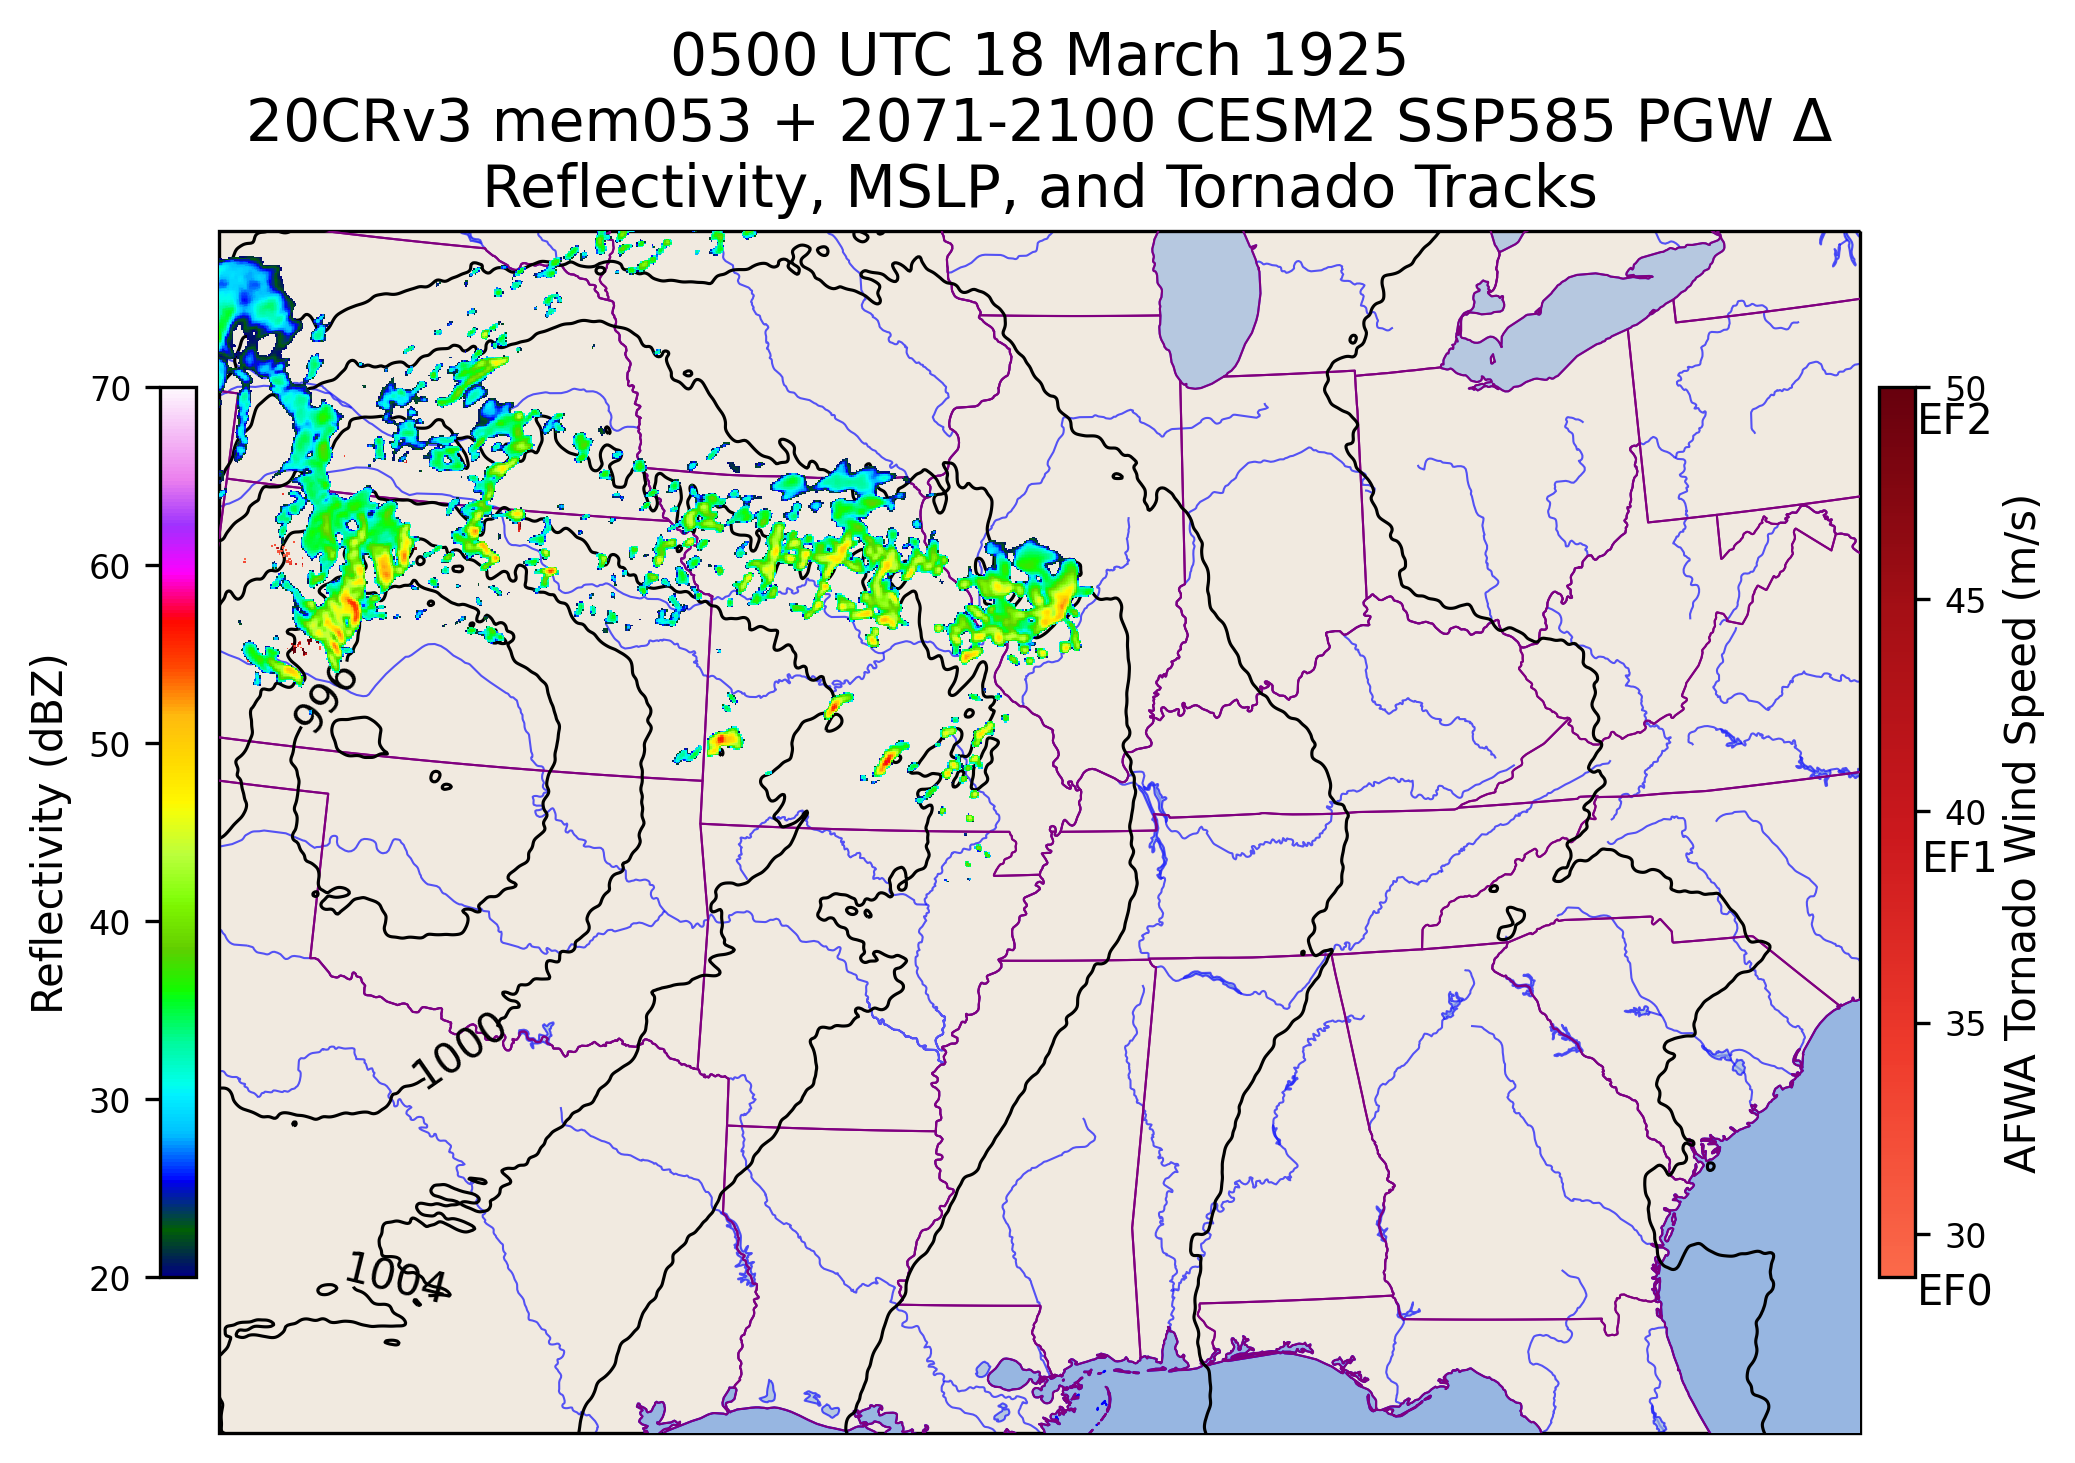 0500 UTC 18 March 1925
20CRv3 mem053 + 2071-2100 CESM2 SSP585 PGW Δ
Reflectivity, MSLP, and Tornado Tracks
70
60
50
40
30
20
Reflectivity (dBZ)
996
1000
1004
50
EF2
45
40
EF1
35
30
EF0
AFWA Tornado Wind Speed (m/s)